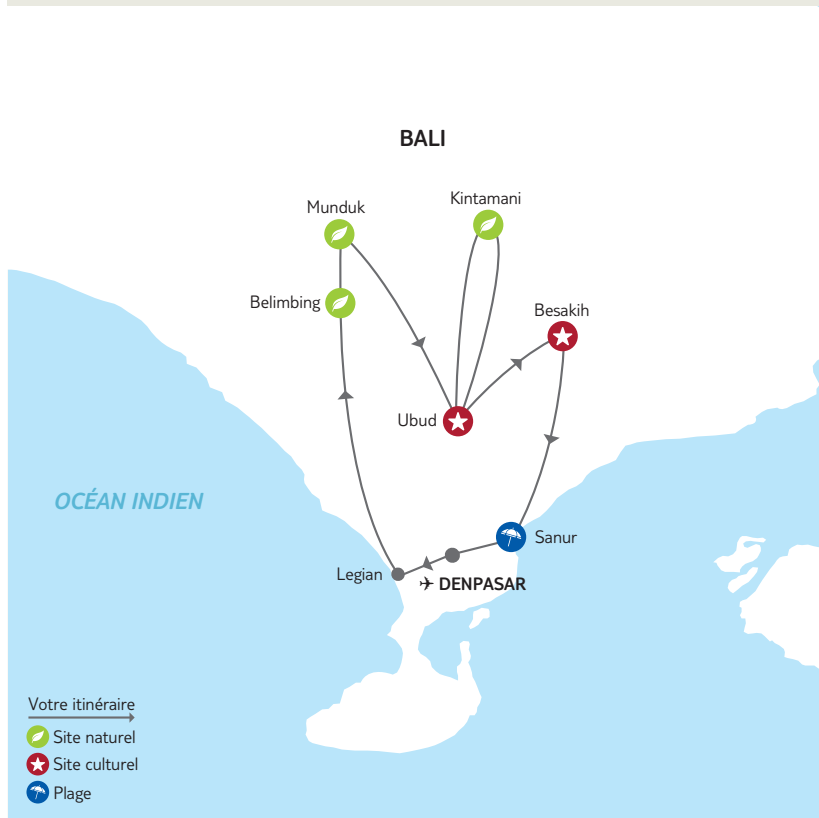 BALI
Kintamani
Munduk
Belimbing
Besakih
Ubud
OCÉAN INDIEN
Sanur
Legian
DENPASAR
Votre itinéraire
Site naturel
Site culturel
Plage